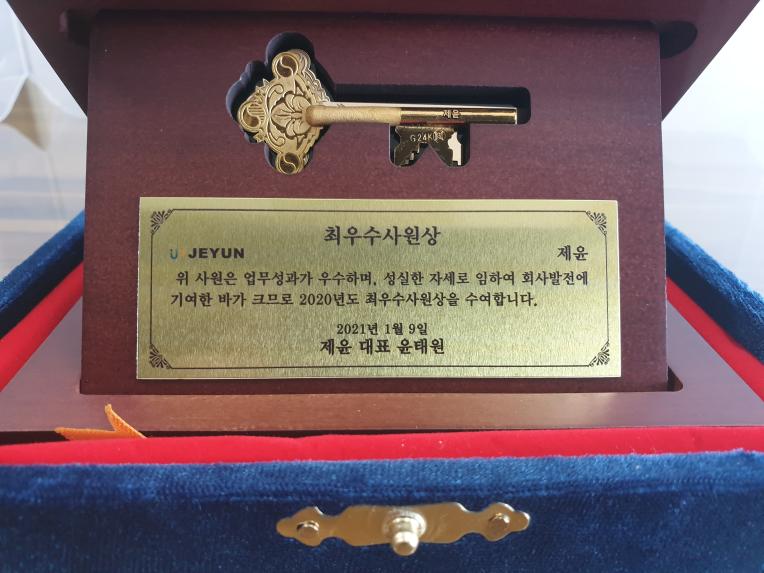 제윤
G24K
최우수사원상
JEYUN
제윤
위 사원은 업무성과가 우수하며, 성실한 자세로 임하여 회사발전에
기여한 바가 크므로 2020년도 최우수사원상을 수여합니다.
2021년 1월 9일
제윤 대표 윤태원